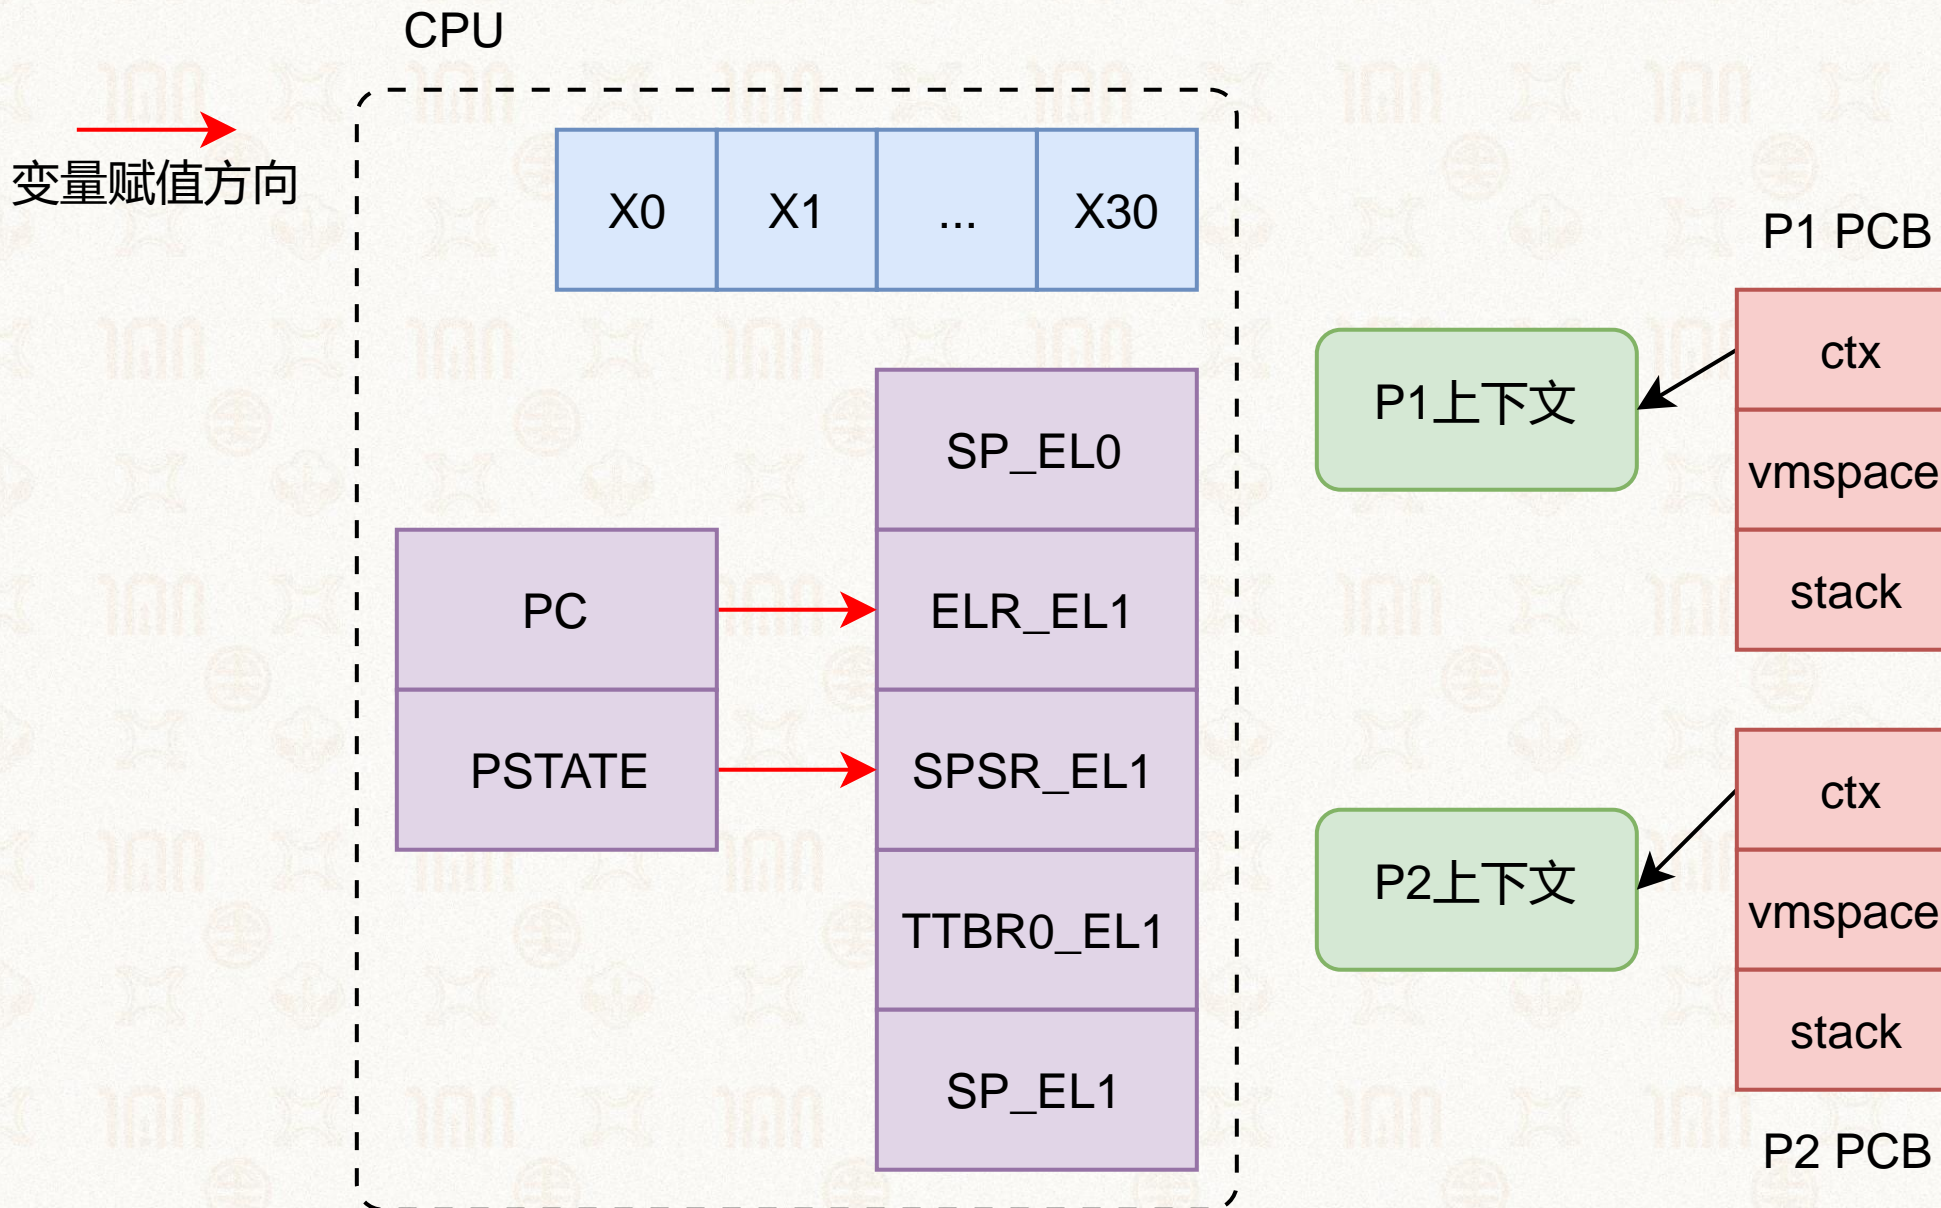 CPU
变量赋值方向
X0
X1
...
X30
P1 PCB
ctx
P1上下文
vmspace
SP_EL0
stack
PC
ELR_EL1
PSTATE
SPSR_EL1
ctx
P2上下文
vmspace
TTBR0_EL1
stack
SP_EL1
P2 PCB